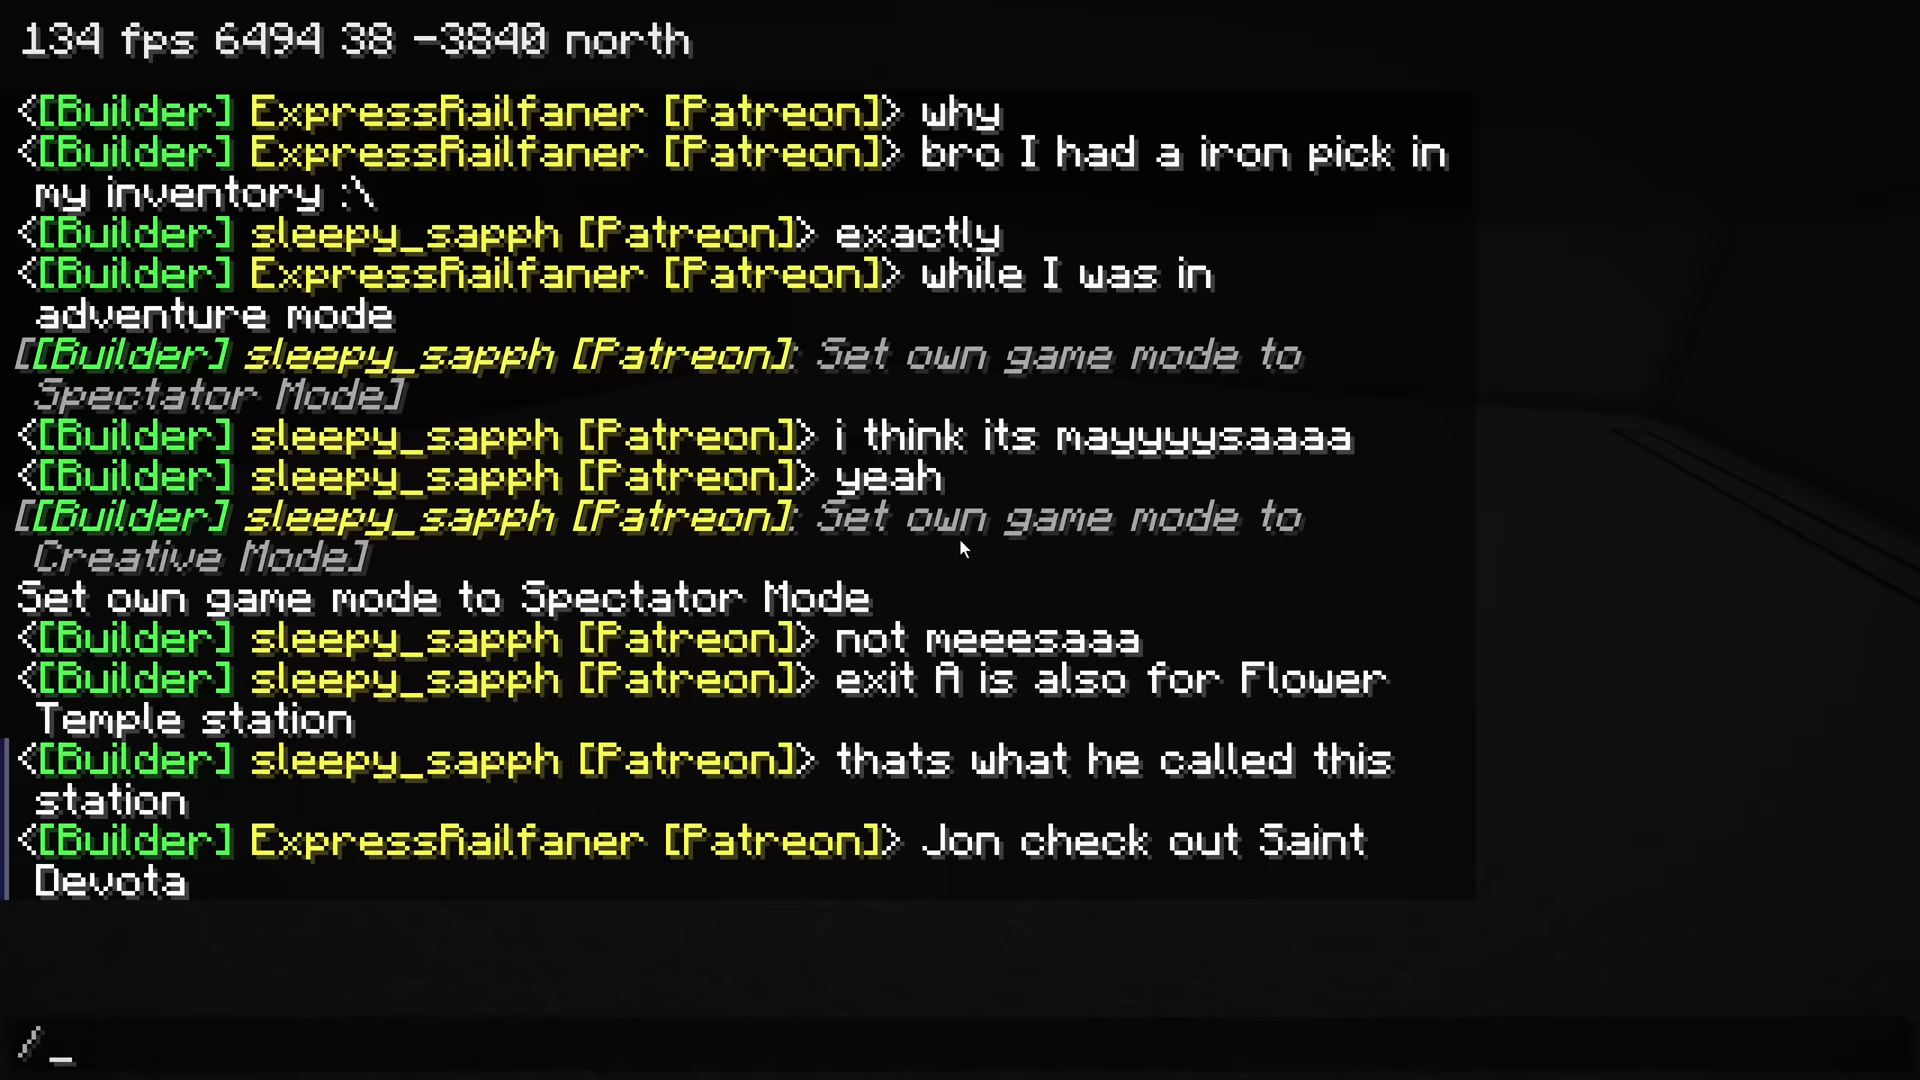 134 fps 6494 38 -3840 north
<[Builder] ExpressRailfaner [Patreon]> why
<[Builder] ExpressRailfaner [Patreon]> bro I had a iron pick in
my inventory :\
<[Builder] sleepy_sapph [Patreon]> exactly
<[Builder] ExpressRailfaner [Patreon]> while I was in
adventure mode
[[Builder] sleepy_sapph [Patreon]: Set own game mode to
Spectator Mode]
<[Builder] sleepy_sapph [Patreon]> i think its mayyyysaaaa
<[Builder] sleepy_sapph [Patreon]> yeah
[[Builder] sleepy_sapph [Patreon]: Set own game mode to
Creative Mode]
Set own game mode to Spectator Mode
<[Builder] sleepy_sapph [Patreon]> not meeesaaa
<[Builder] sleepy_sapph [Patreon]> exit A is also for Flower
Temple station
<[Builder] sleepy_sapph [Patreon]> thats what he called this
station
<[Builder] ExpressRailfaner [Patreon]> Jon check out Saint
Devota
/_